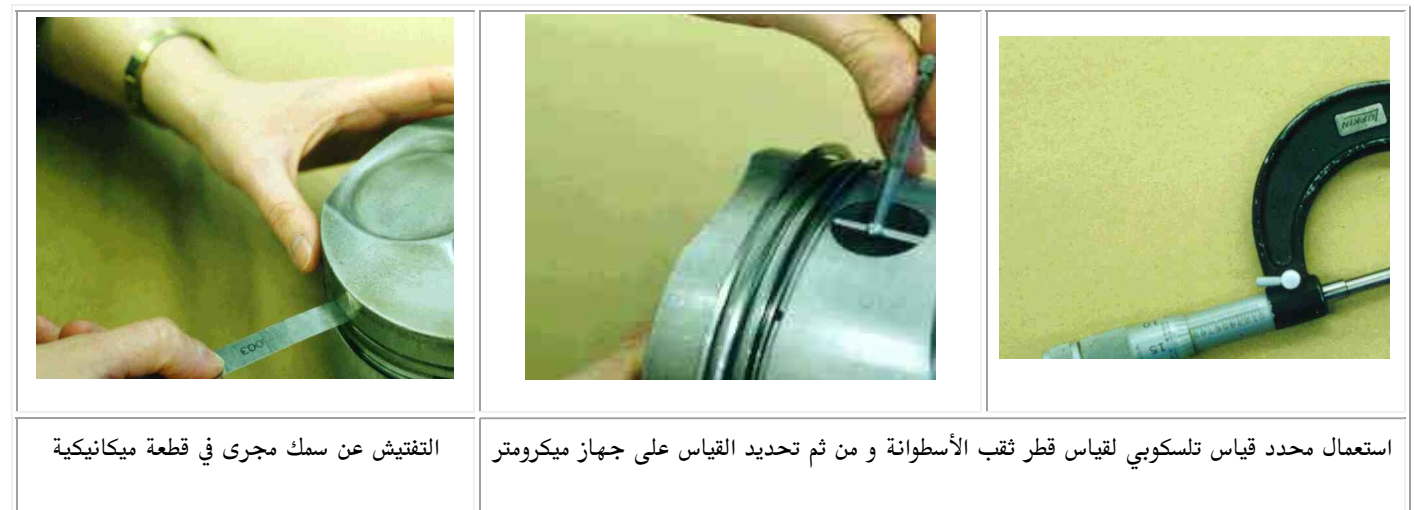 LUFKIN
.003
استعمال محدد قياس تلسكوبي لقياس قطر ثقب الأسطوانة و من ثم تحديد القياس على جهاز ميكرومتر
التفتيش عن سمك مجرى في قطعة ميكانيكية